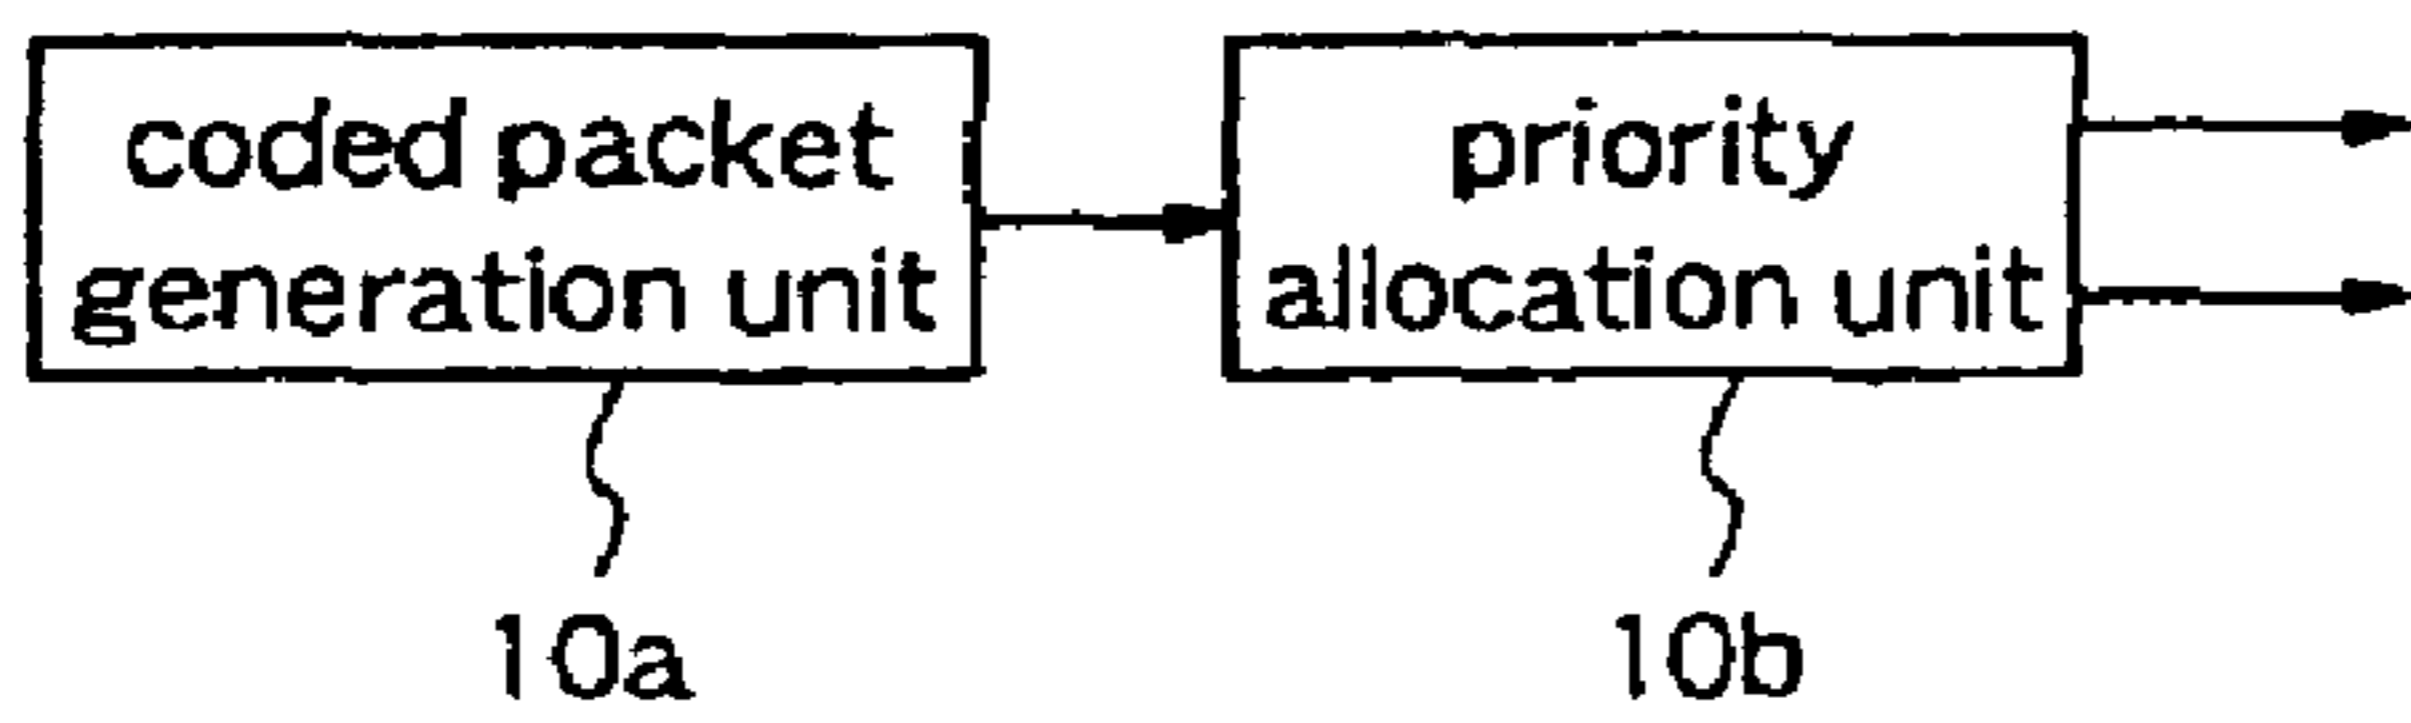 coded packet
generation unit
priority
allocation unit
10a
10b